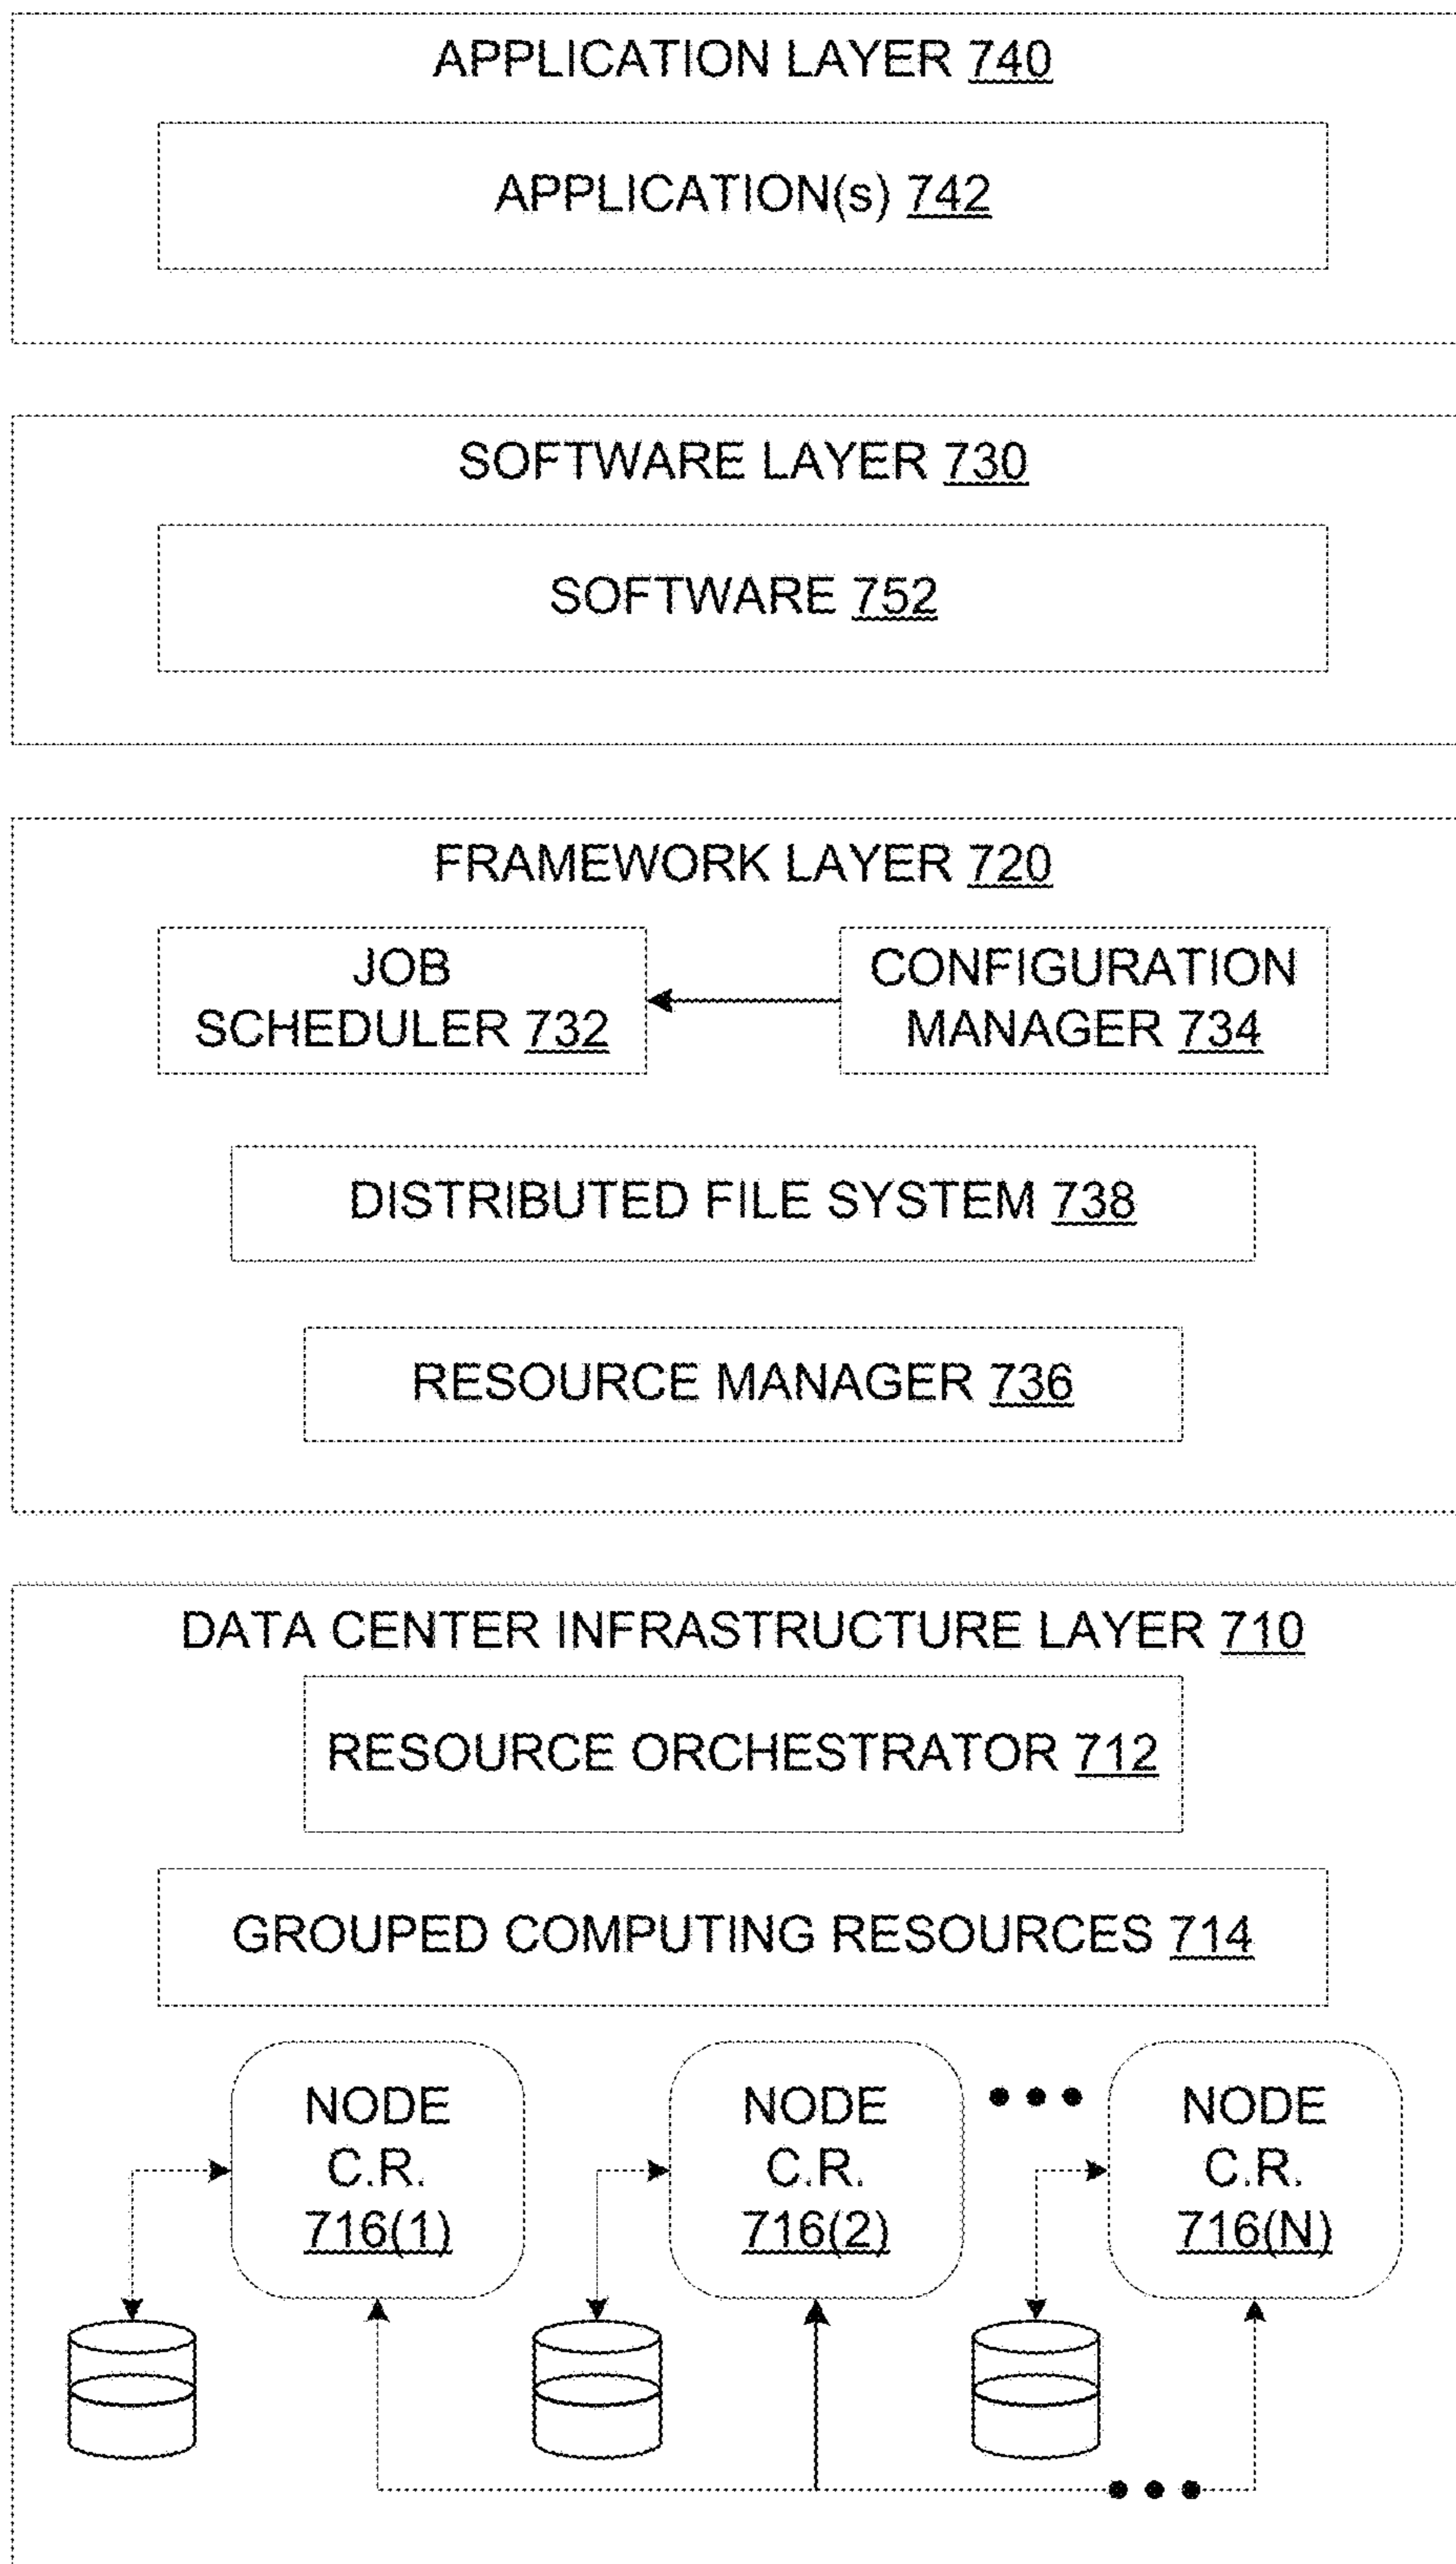 APPLICATION LAYER 740
APPLICATION(s) 742
SOFTWARE LAYER 730
SOFTWARE 752
FRAMEWORK LAYER 720
JOB
SCHEDULER 732
CONFIGURATION
MANAGER 734
DISTRIBUTED FILE SYSTEM 738
RESOURCE MANAGER 736
DATA CENTER INFRASTRUCTURE LAYER 710
RESOURCE ORCHESTRATOR 712
GROUPED COMPUTING RESOURCES 714
NODE
C.R.
716(1)
NODE
C.R.
716(2)
NODE
C.R.
716(N)